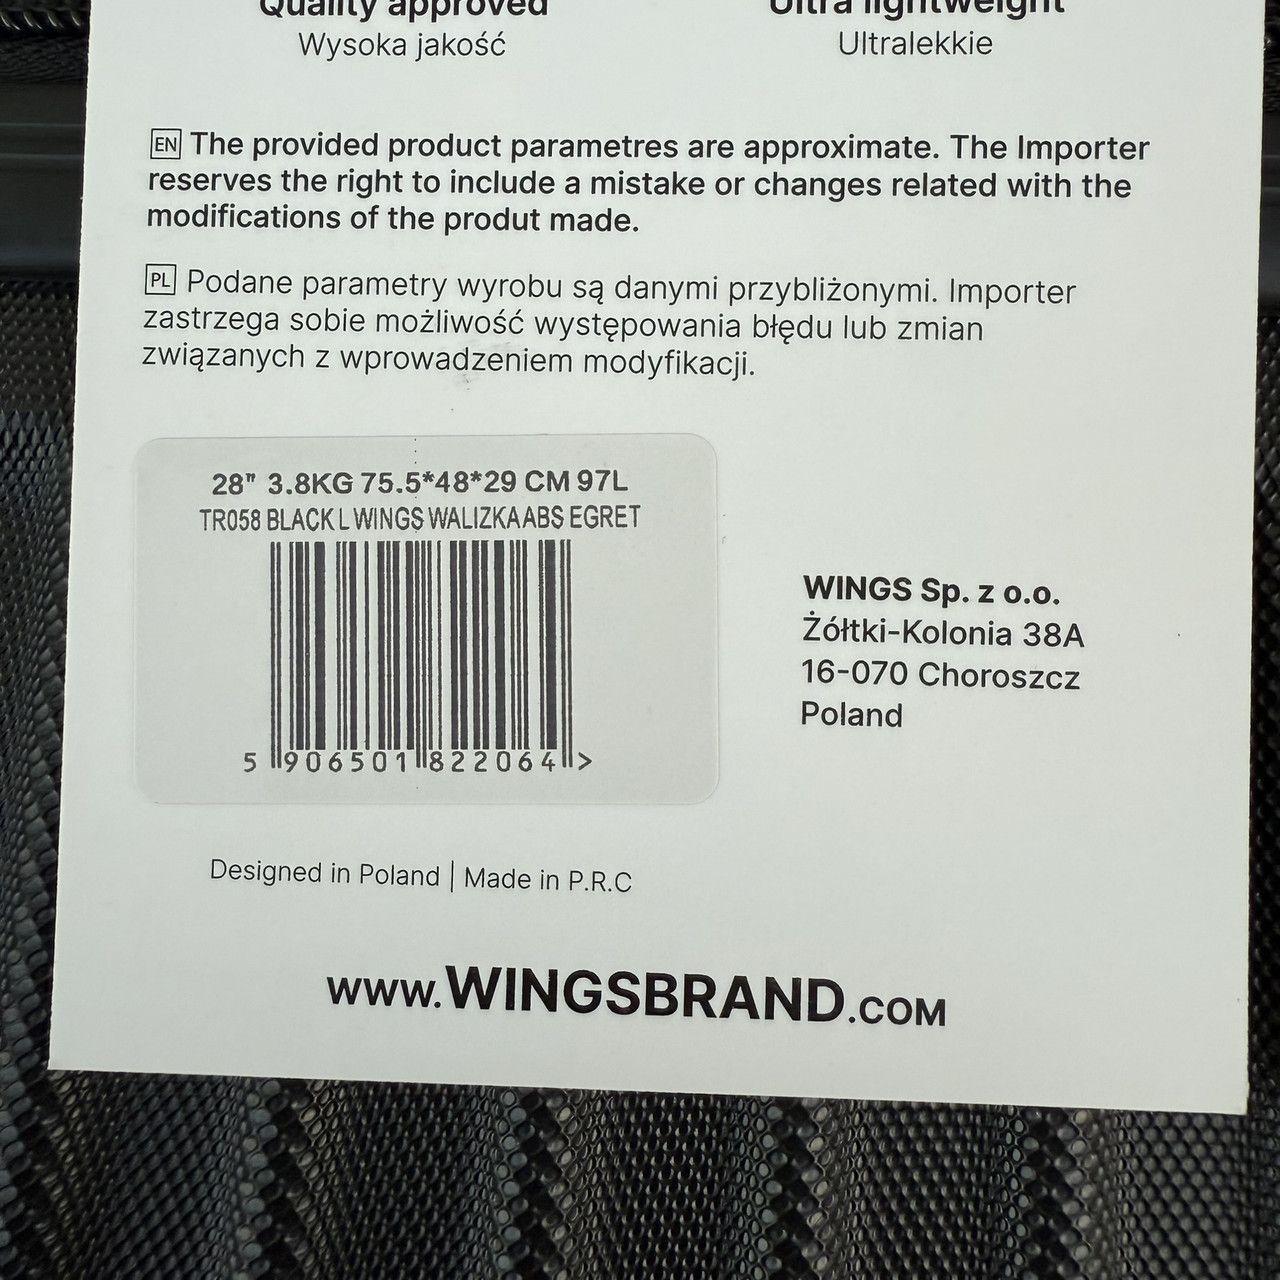 Quality approved
Wysoka jakość
Ultra lightweight
Ultralekkie
EN The provided product parametres are approximate. The Importer
reserves the right to include a mistake or changes related with the
modifications of the produt made.
PL Podane parametry wyrobu są danymi przybliżonymi. Importer
zastrzega sobie możliwość występowania błędu lub zmian
związanych z wprowadzeniem modyfikacji.
28" 3.8KG 75.5*48*29 CM 97L
TR058 BLACK L WINGS WALIZKA ABS EGRET
5 906501 822064 >
WINGS Sp. z o.o.
Żółtki-Kolonia 38A
16-070 Choroszcz
Poland
Designed in Poland | Made in P.R.C
www.WINGSBRAND.COM